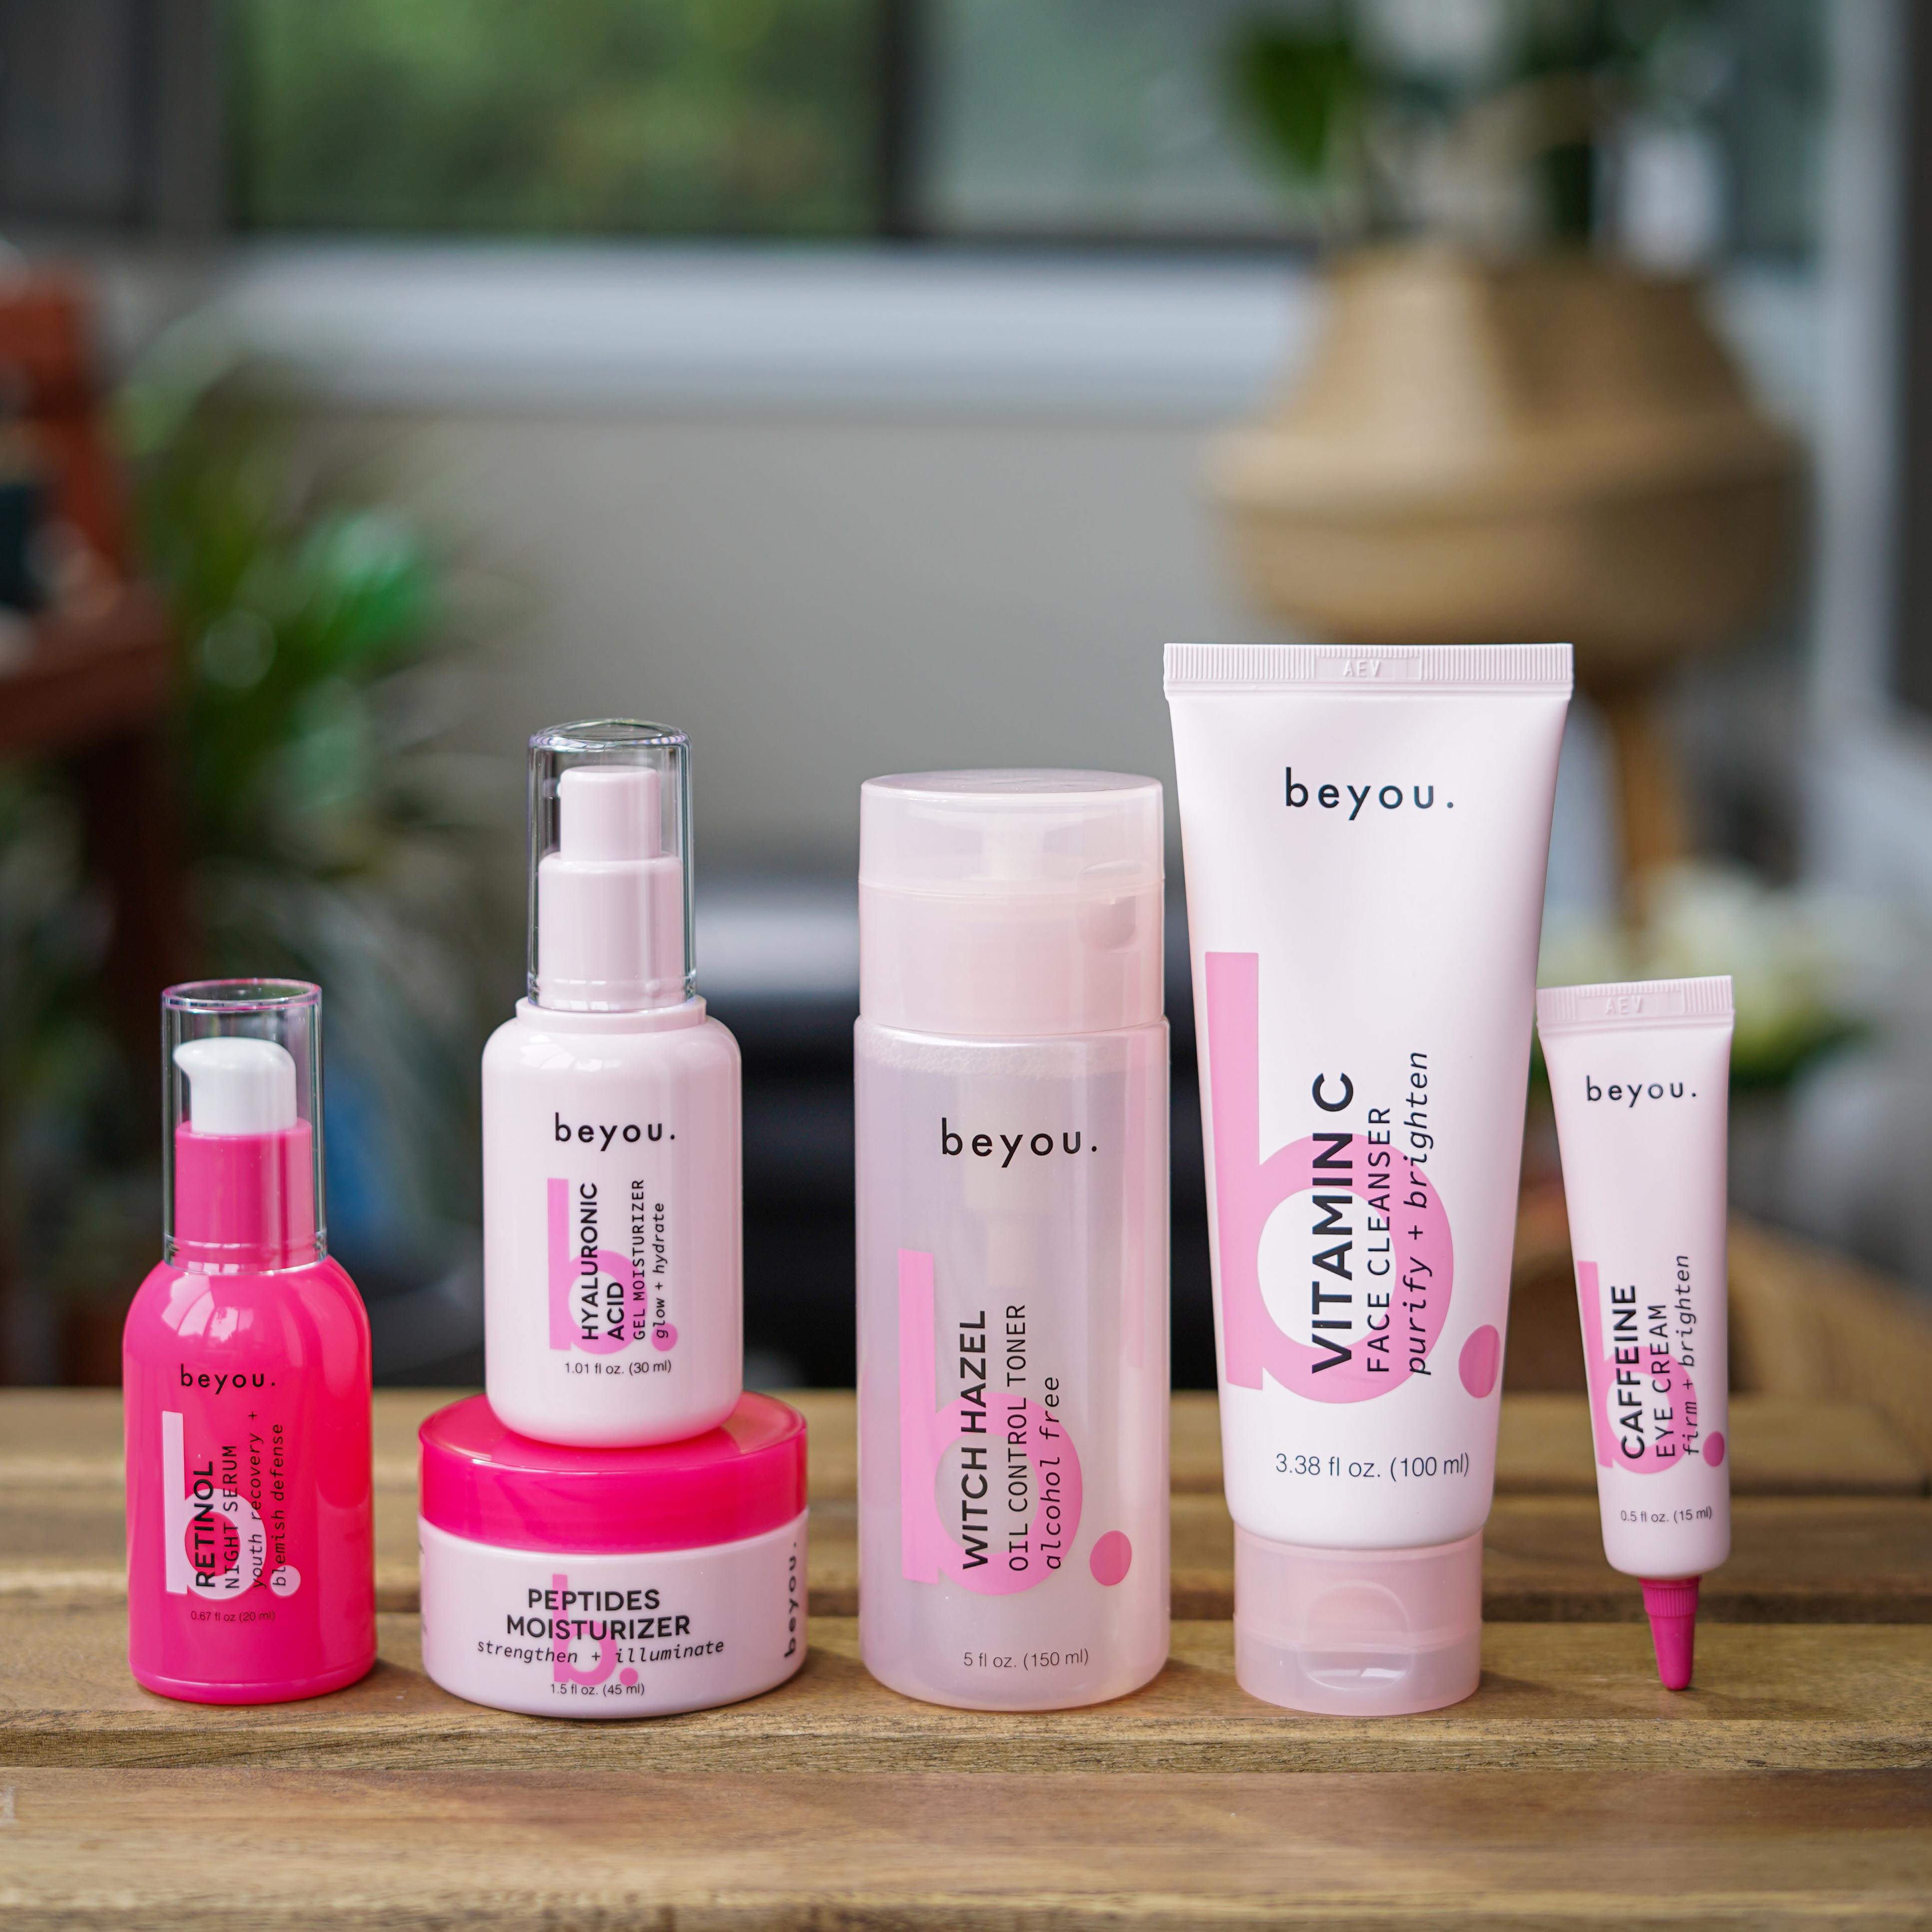 beyou.
RETINOL
NIGHT SERUM
youth recovery +
blemish defense
0.67 fl oz (20 ml)
beyou.
HYALURONIC
ACID
GEL MOISTURIZER
glow + hydrate
1.01 fl oz. (30 ml)
b.
PEPTIDES
MOISTURIZER
strengthen + illuminate
1.5 fl oz. (45 ml)
b.
beyou.
beyou.
WITCH HAZEL
OIL CONTROL TONER
alcohol free
5 fl oz. (150 ml)
b.
AEV
beyou.
VITAMIN C
FACE CLEANSER
purify + brighten
3.38 fl oz. (100 ml)
b.
AEV
beyou.
CAFFEINE
EYE CREAM
firm + brighten
0.5 fl oz. (15 ml)
b.
b.